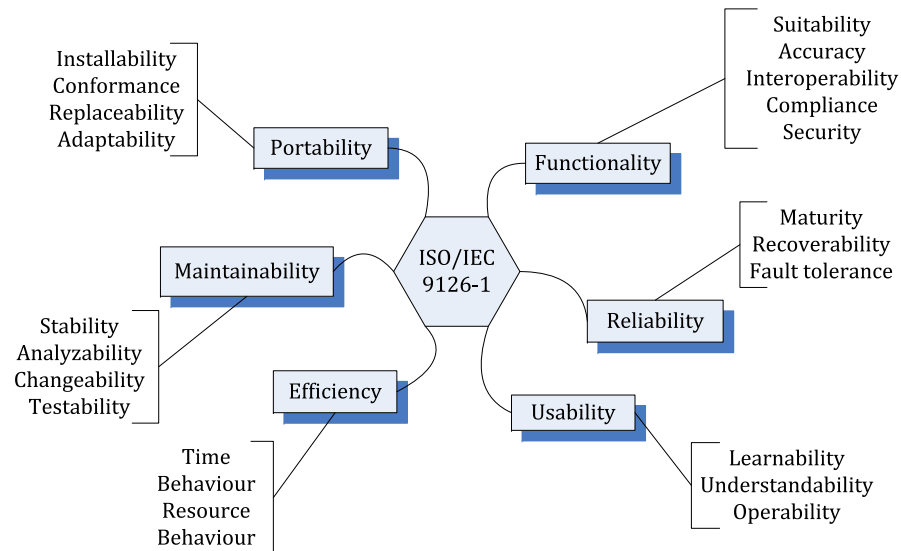 Installability
Conformance
Replaceability
Adaptability
Portability
Suitability
Accuracy
Interoperability
Compliance
Security
Functionality
ISO/IEC
9126-1
Maintainability
Stability
Analyzability
Changeability
Testability
Maturity
Recoverability
Fault tolerance
Reliability
Efficiency
Time
Behaviour
Resource
Behaviour
Usability
Learnability
Understandability
Operability